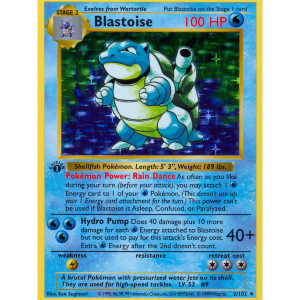 STAGE 2
Evolves from Wartortle
Put Blastoise on the Stage 1 card
Blastoise
100 HP
1
EDITION
Shellfish Pokémon. Length: 5' 3", Weight: 189 lbs.
Pokémon Power: Rain Dance As often as you like
during your turn (before your attack), you may attach 1
Energy card to 1 of your Pokémon. (This doesn't use up your
1 Energy card attachment for the turn.) This power can't be
used if Blastoise is Asleep, Confused, or Paralyzed.
Hydro Pump Does 40 damage plus 10 more
damage for each Energy attached to Blastoise
but not used to pay for this attack's Energy cost. Extra
Energy after the 2nd doesn't count.
40+
weakness
resistance
retreat cost
A brutal Pokémon with pressurized water jets on its shell.
They are used for high-speed tackles. LV. 52 #9
Illus. Ken Sugimori
2/102